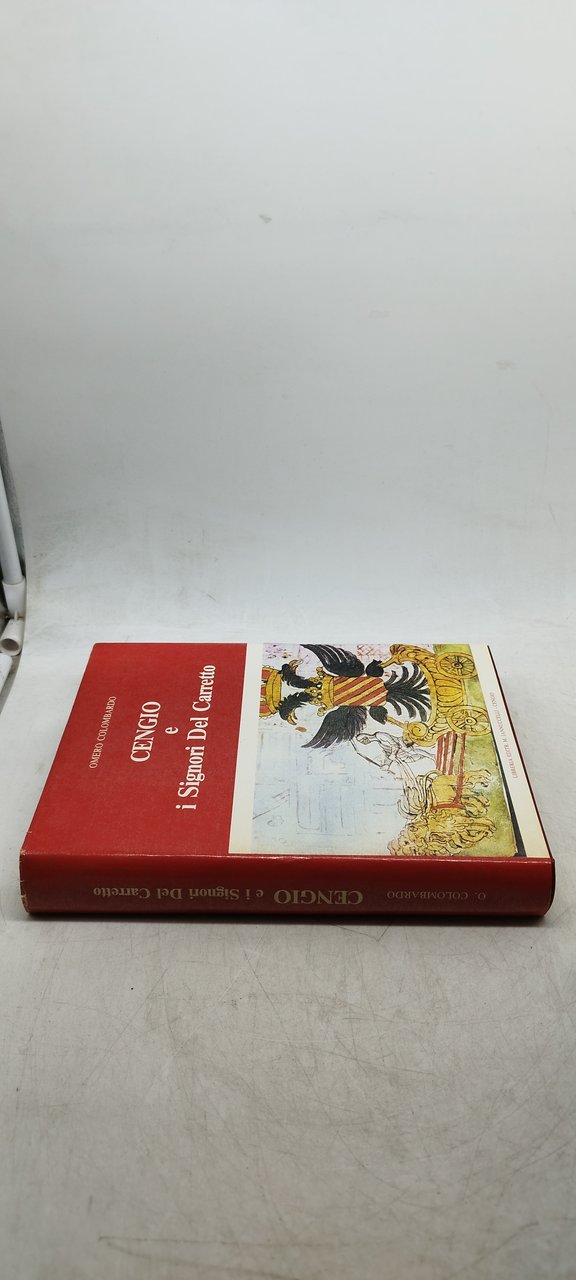 OMERO COLOMBARDO
CENGIO
e
i Signori Del Carretto
O. COLOMBARDO
CENGIO e i Signori Del Carretto